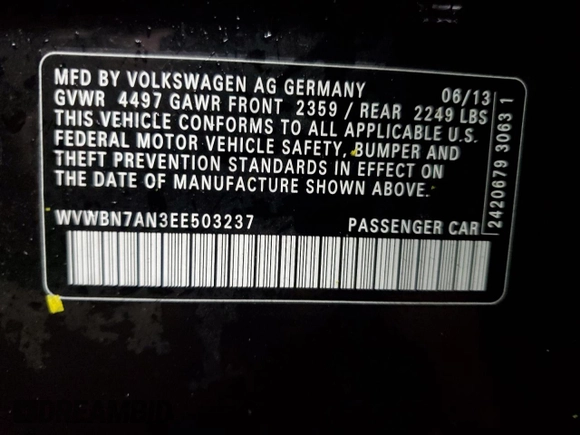 MFD BY VOLKSWAGEN AG GERMANY 06/13
GVWR 4497 GAWR FRONT 2359 / REAR 2249 LBS
THIS VEHICLE CONFORMS TO ALL APPLICABLE U.S.
FEDERAL MOTOR VEHICLE SAFETY, BUMPER AND
THEFT PREVENTION STANDARDS IN EFFECT ON
THE DATE OF MANUFACTURE SHOWN ABOVE.
WVWBN7AN3EE503237 PASSENGER CAR
2420679 3063 1
DREAMBID